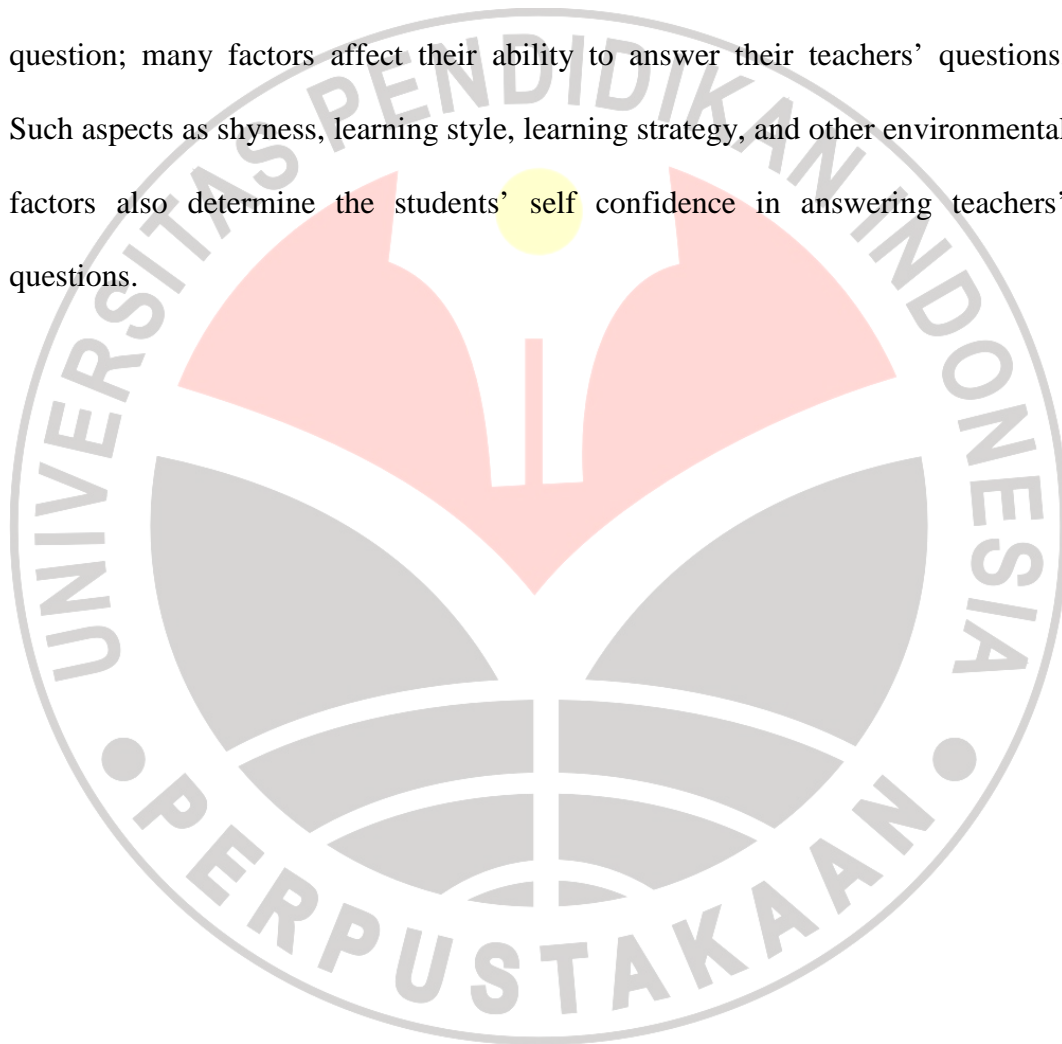 question; many factors affect their ability to answer their teachers’ questions
Such aspects as shyness, learning style, learning strategy, and other environmental
factors also determine the students’ self confidence in answering teachers’
questions.
UNIVERSITAS PENDIDIKAN INDONESIA
PERPUSTAKAAN